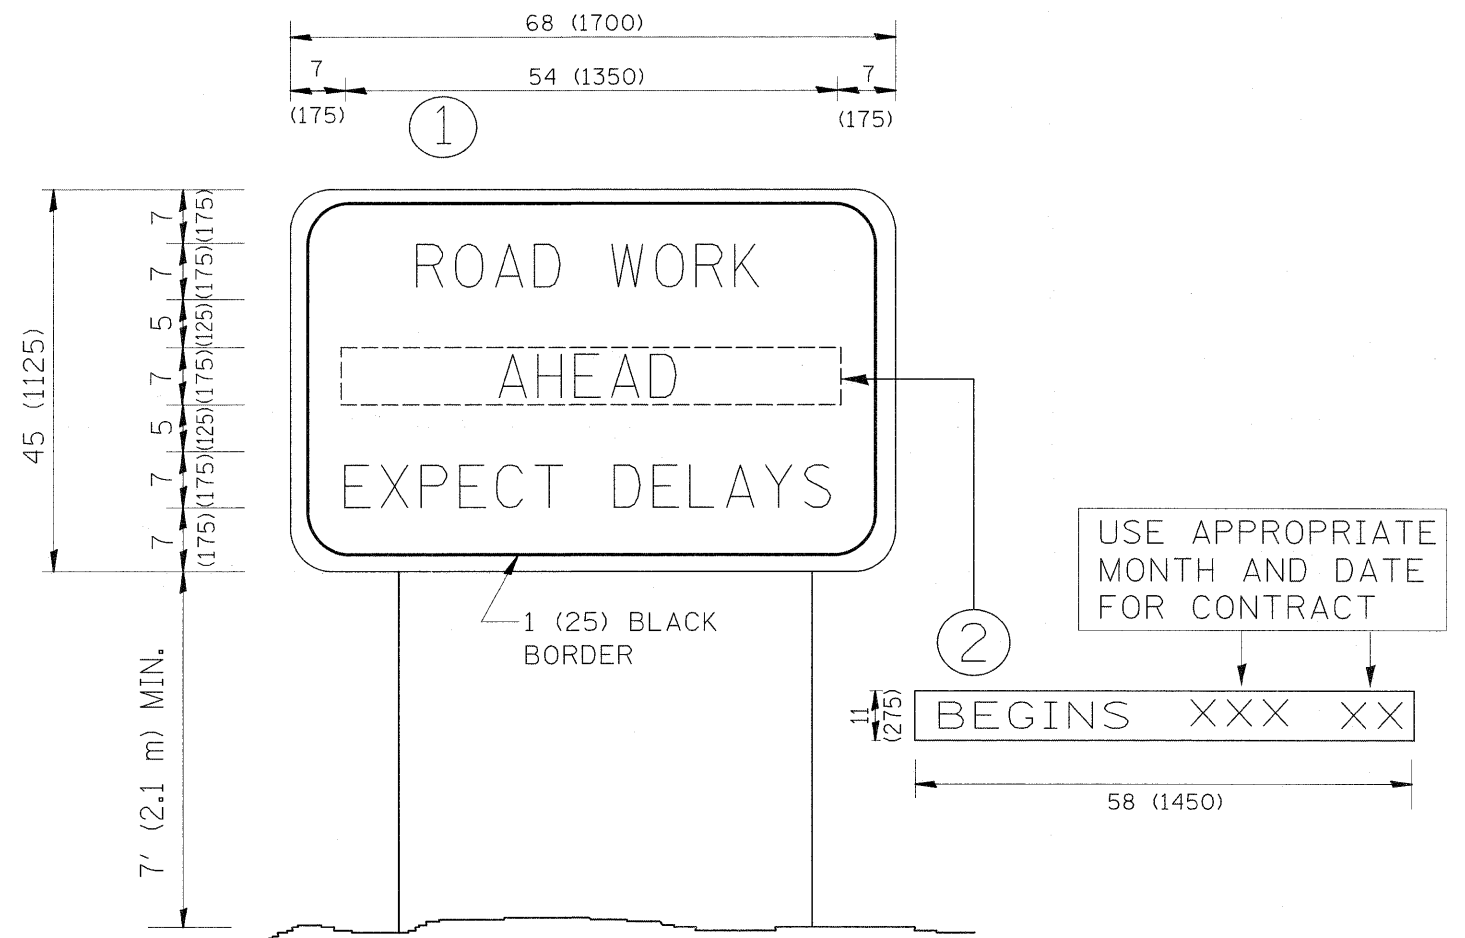 68 (1700)
7
54 (1350)
7
(175)
(175)
1
45 (1125)
7
(175)
7
(175)
5
(125)
7
(175)
5
(125)
7
(175)
7
(175)
ROAD WORK
AHEAD
EXPECT DELAYS
1 (25) BLACK
BORDER
7' (2.1 m) MIN.
USE APPROPRIATE
MONTH AND DATE
FOR CONTRACT
2
11
(275)
BEGINS XXX XX
58 (1450)